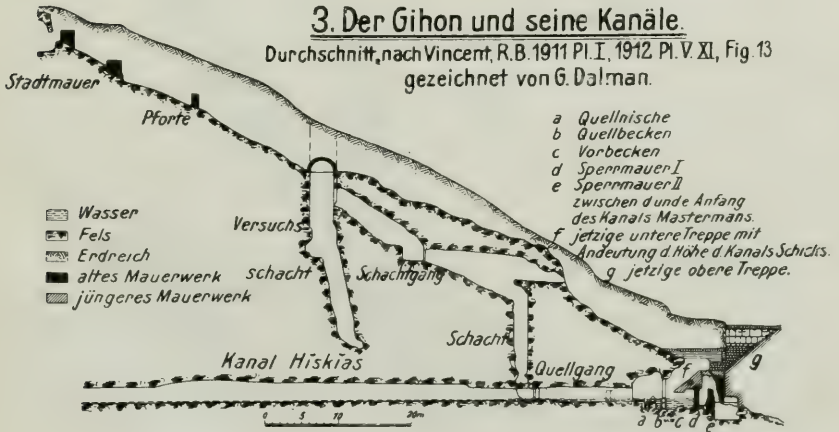 3. Der Gihon und seine Kanäle.
Durchschnitt, nach Vincent, R.B. 1911 Pl. I, 1912 Pl. V. XI, Fig. 13
gezeichnet von G. Dalman.
Stadtmauer
Pforte
a Quellnische
b Quellbecken
c Vorbecken
d Sperrmauer I
e Sperrmauer II
zwischen d und e Anfang
des Kanals Mastermans.
f jetzige untere Treppe mit
Andeutung d. Höhe d. Kanals Schicks.
g jetzige obere Treppe.
Wasser
Fels
Erdreich
altes Mauerwerk
jüngeres Mauerwerk
Versuchs
schacht
Schachtgang
Schacht
Kanal Hiskias
Quellgang
f
g
a b c d e
0 5 10 20m